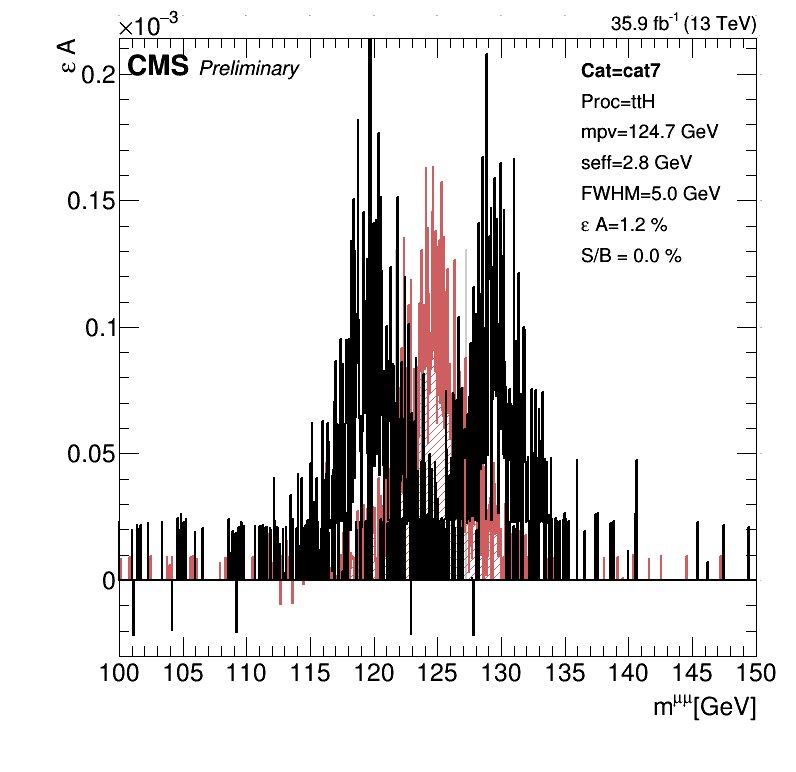 ×10⁻³
35.9 fb⁻¹ (13 TeV)
CMS Preliminary
Cat=cat7
Proc=ttH
mpv=124.7 GeV
seff=2.8 GeV
FWHM=5.0 GeV
ε A=1.2 %
S/B = 0.0 %
ε A
0.2
0.15
0.1
0.05
0
100 105 110 115 120 125 130 135 140 145 150
m^μμ[GeV]